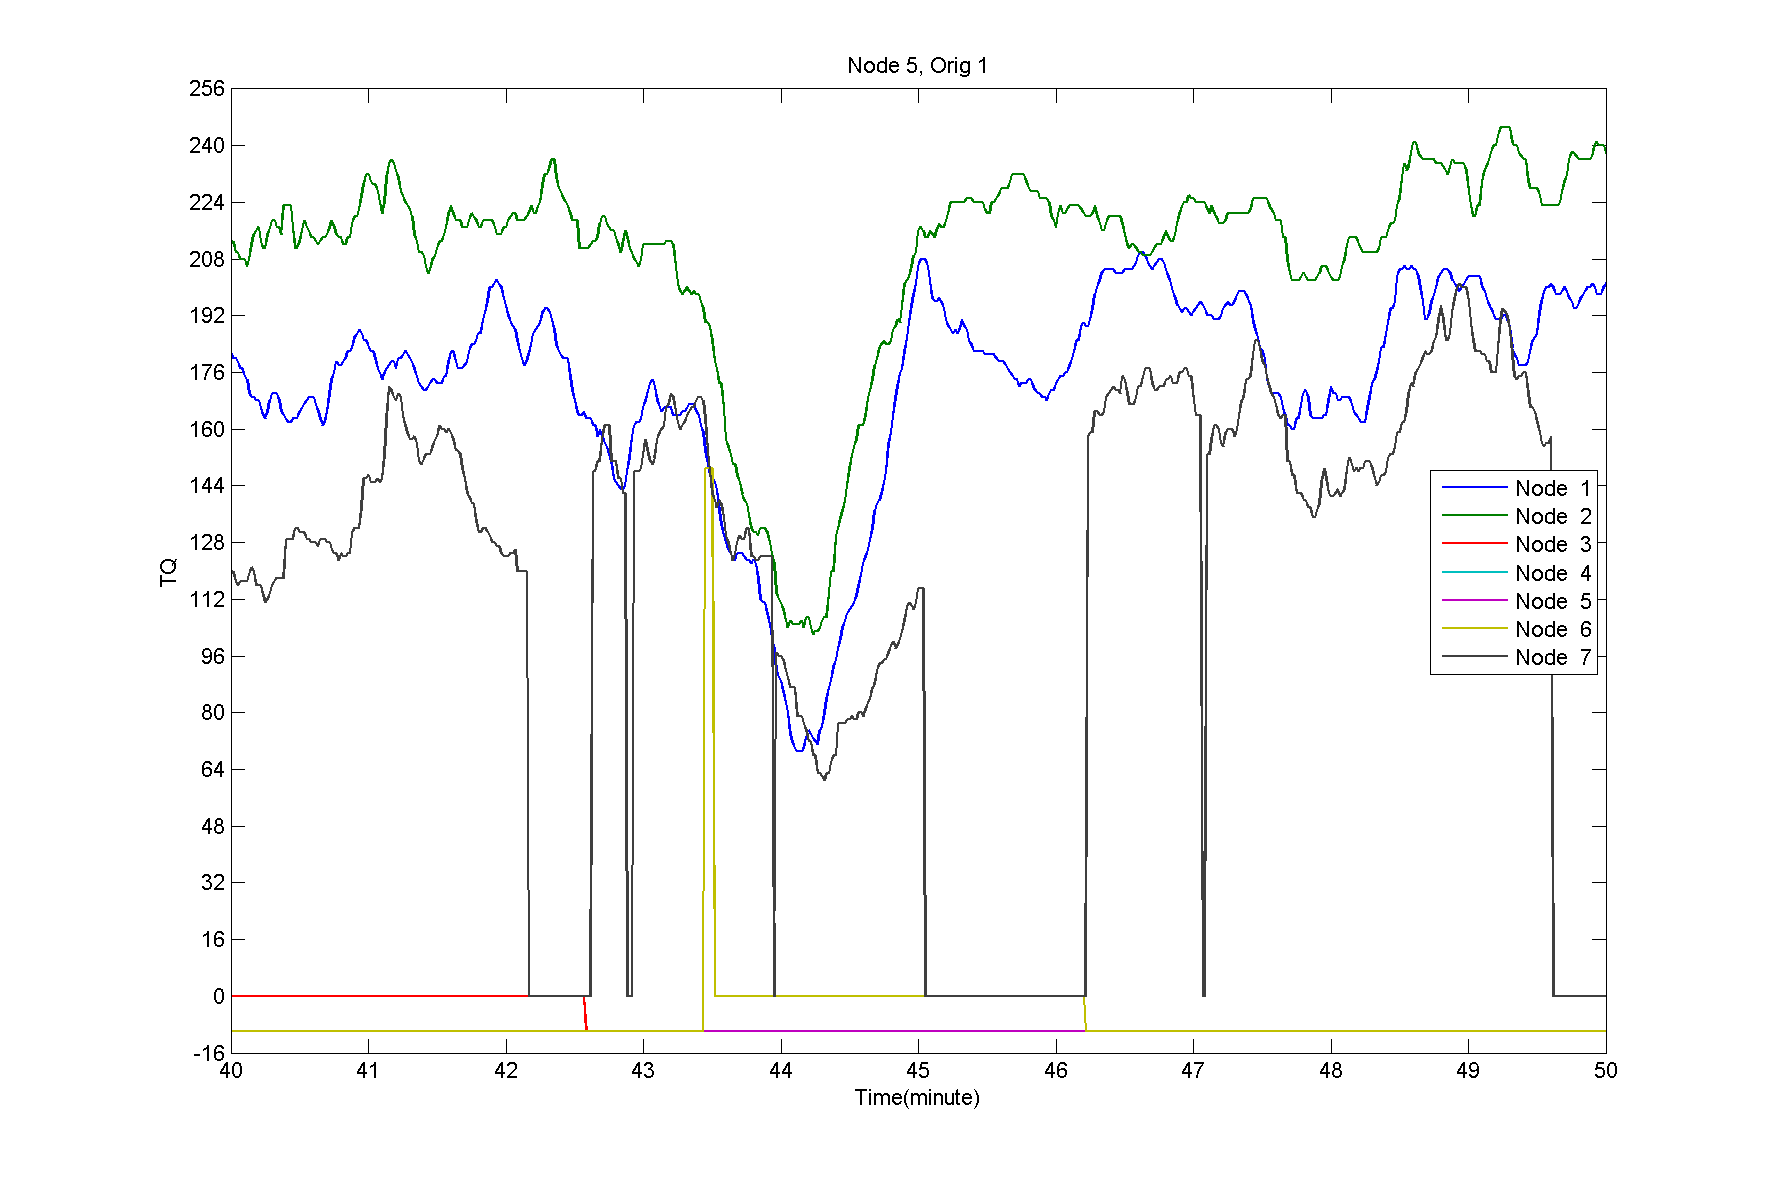 Node 5, Orig 1
256
240
224
208
192
176
160
144
128
112
96
80
64
48
32
16
0
-16
TQ
Node 1
Node 2
Node 3
Node 4
Node 5
Node 6
Node 7
40 41 42 43 44 45 46 47 48 49 50
Time(minute)